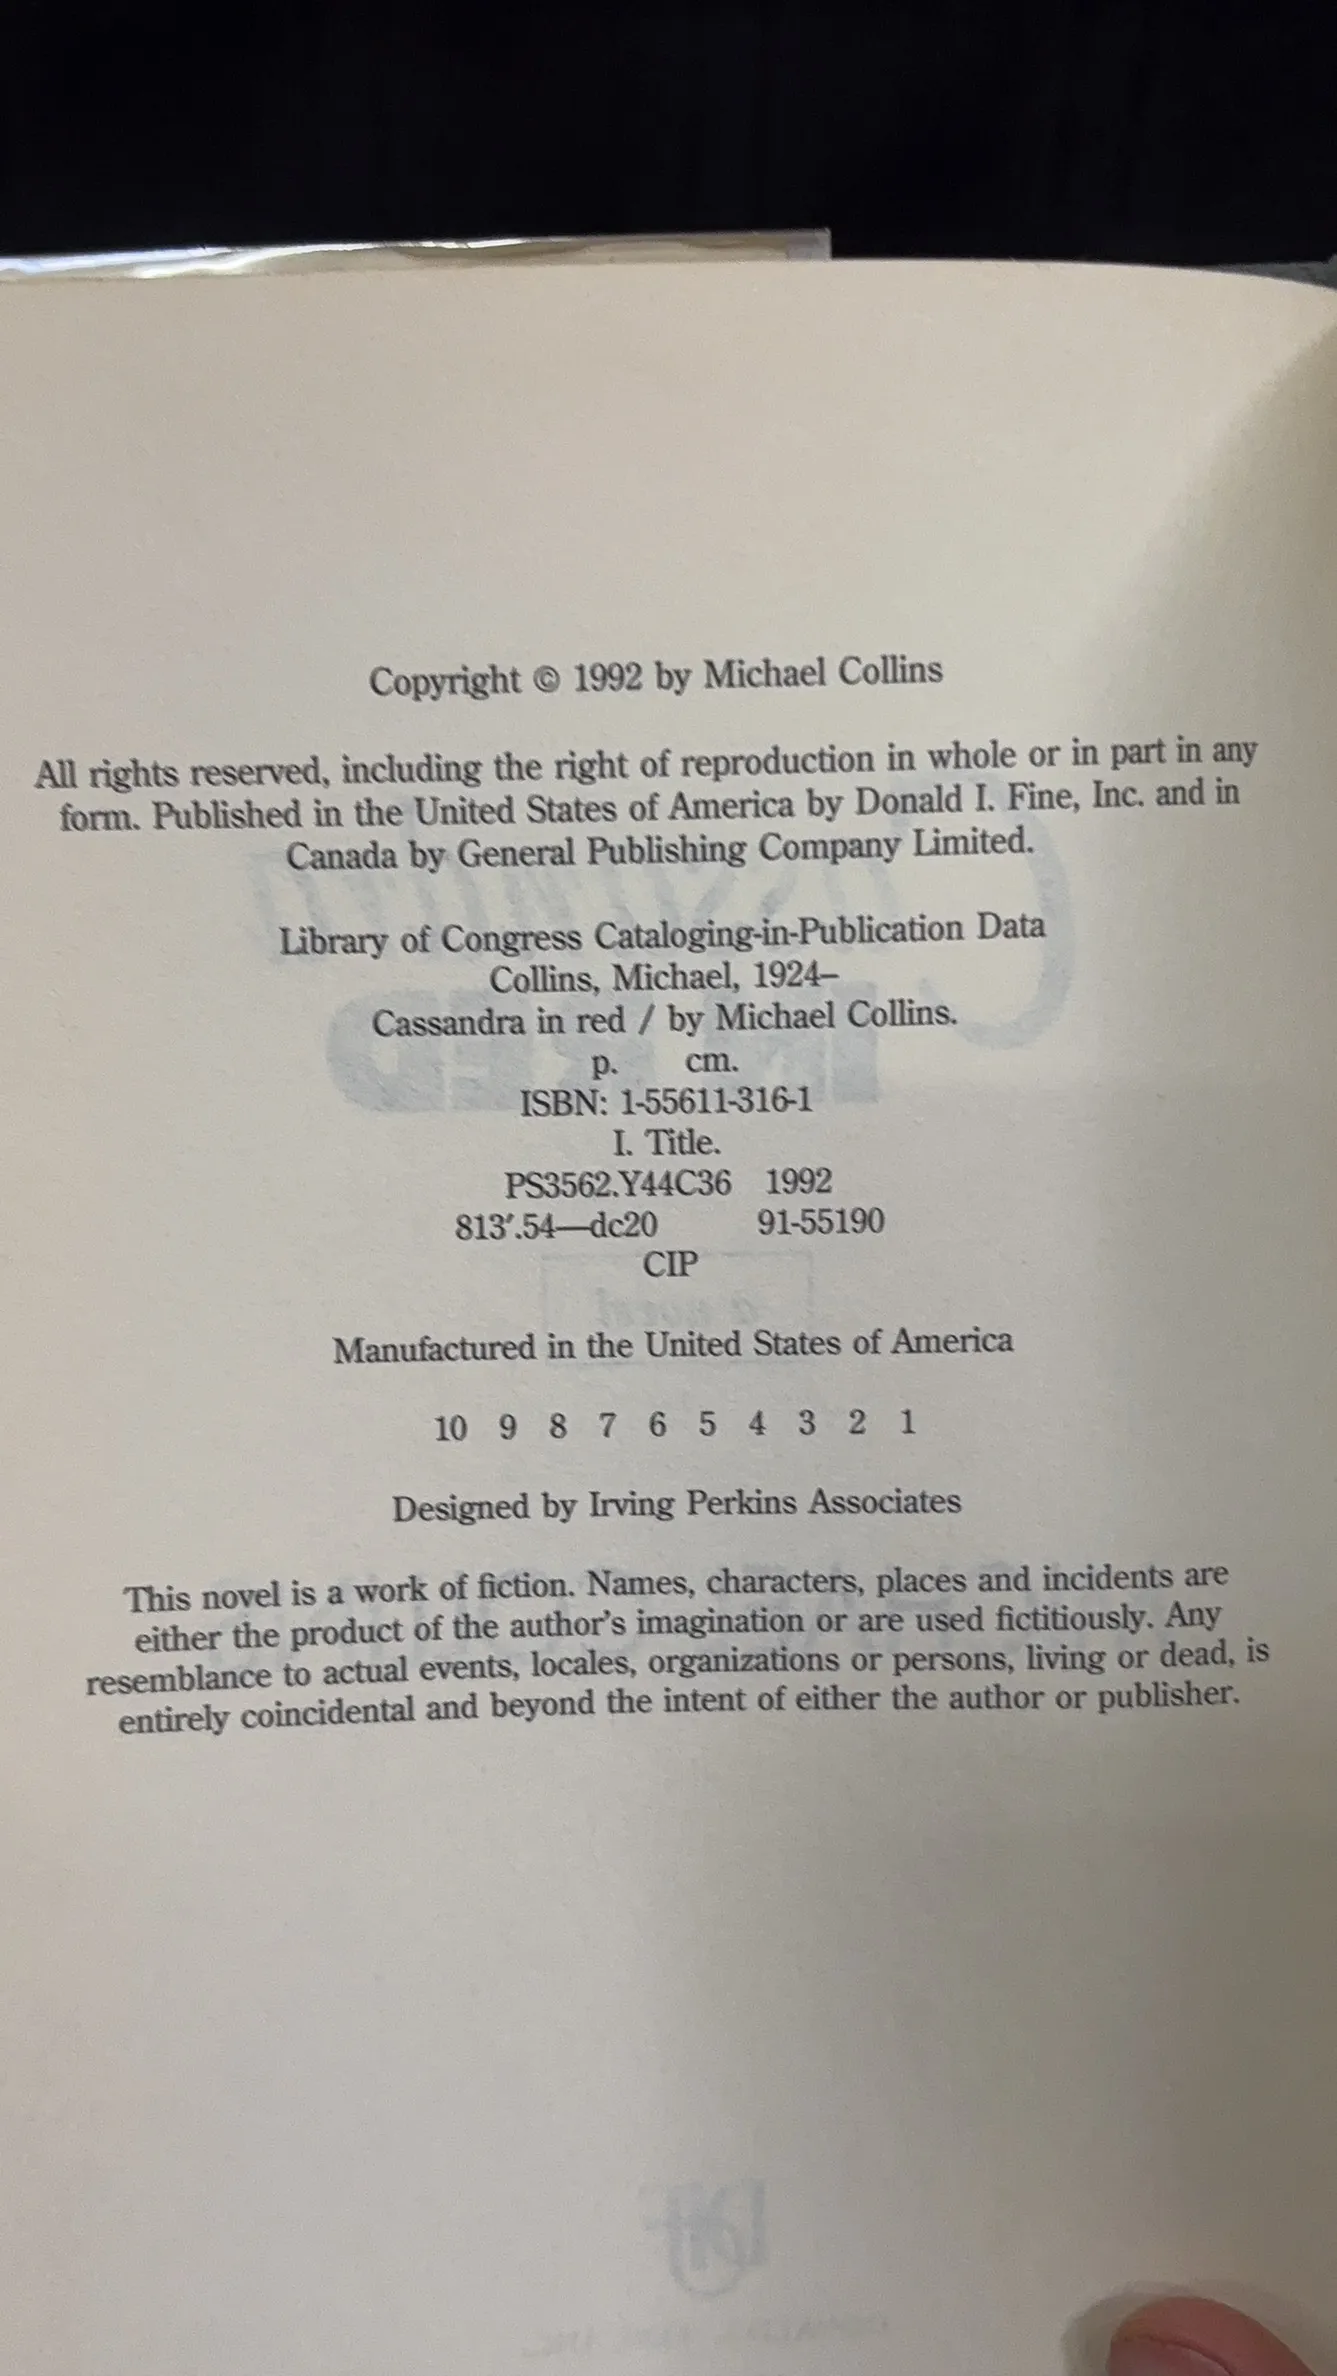 Copyright © 1992 by Michael Collins
All rights reserved, including the right of reproduction in whole or in part in any
form. Published in the United States of America by Donald I. Fine, Inc. and in
Canada by General Publishing Company Limited.
Library of Congress Cataloging-in-Publication Data
Collins, Michael, 1924–
Cassandra in red / by Michael Collins.
p. cm.
ISBN: 1-55611-316-1
I. Title.
PS3562.Y44C36 1992
813′.54—dc20 91-55190
CIP
Manufactured in the United States of America
10 9 8 7 6 5 4 3 2 1
Designed by Irving Perkins Associates
This novel is a work of fiction. Names, characters, places and incidents are
either the product of the author's imagination or are used fictitiously. Any
resemblance to actual events, locales, organizations or persons, living or dead, is
entirely coincidental and beyond the intent of either the author or publisher.